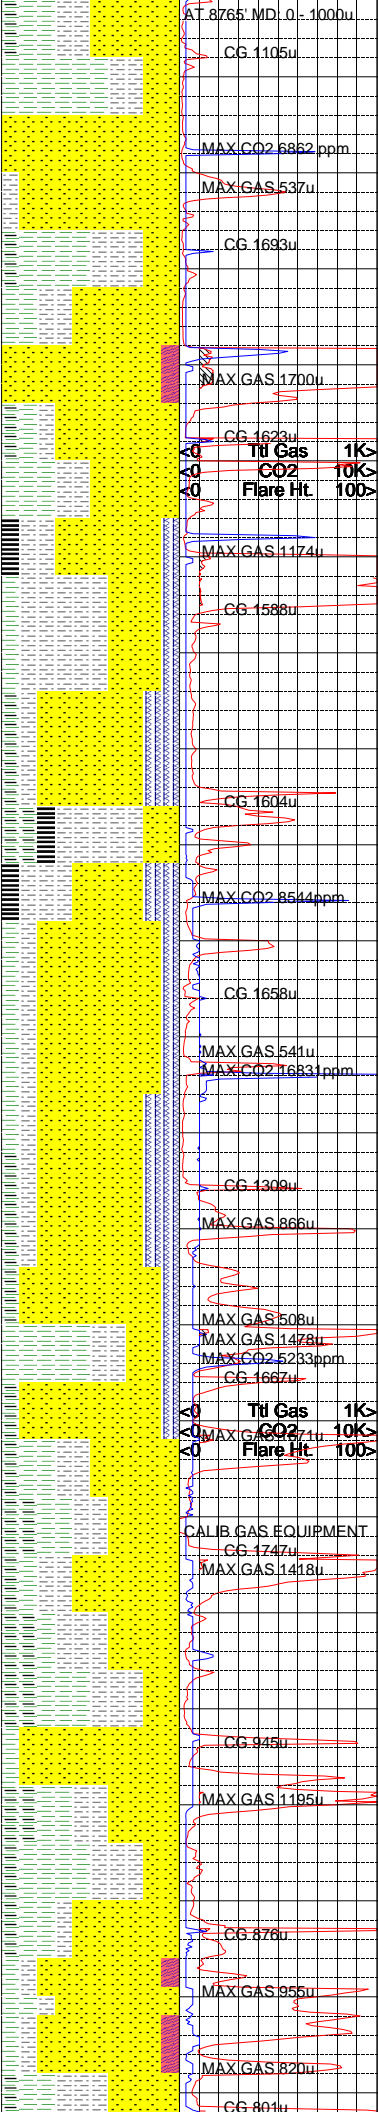 AT 8765' MD: 0 - 1000u
CG 1105u
MAX CO2 6862 ppm
MAX GAS 537u
CG 1693u
MAX GAS 1700u
CG 1623u
<0 Ttl Gas 1K>
<0 CO2 10K>
<0 Flare Ht. 100>
MAX GAS 1174u
CG 1588u
CG 1604u
MAX CO2 8544ppm
CG 1658u
MAX GAS 541u
MAX CO2 16831ppm
CG 1309u
MAX GAS 866u
MAX GAS 508u
MAX GAS 1478u
MAX CO2 5233ppm
CG 1667u
<0 Ttl Gas 1K>
<0 CO2 10K>
MAX GAS
<0 Flare Ht. 100>
CALIB GAS EQUIPMENT
CG 1747u
MAX GAS 1418u
CG 945u
MAX GAS 1195u
CG 876u
MAX GAS 955u
MAX GAS 820u
CG 801u